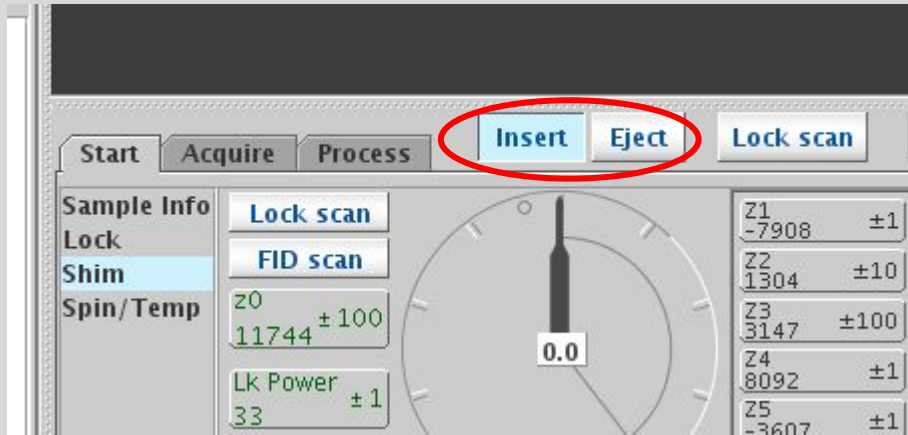 Start Acquire Process Insert Eject Lock scan
Sample Info
Lock
Shim
Spin/Temp
Lock scan
FID scan
z0
11744 ±100
Lk Power
33 ±1
0.0
Z1
-7908 ±1
Z2
1304 ±10
Z3
3147 ±100
Z4
8092 ±1
Z5
-3607 ±1